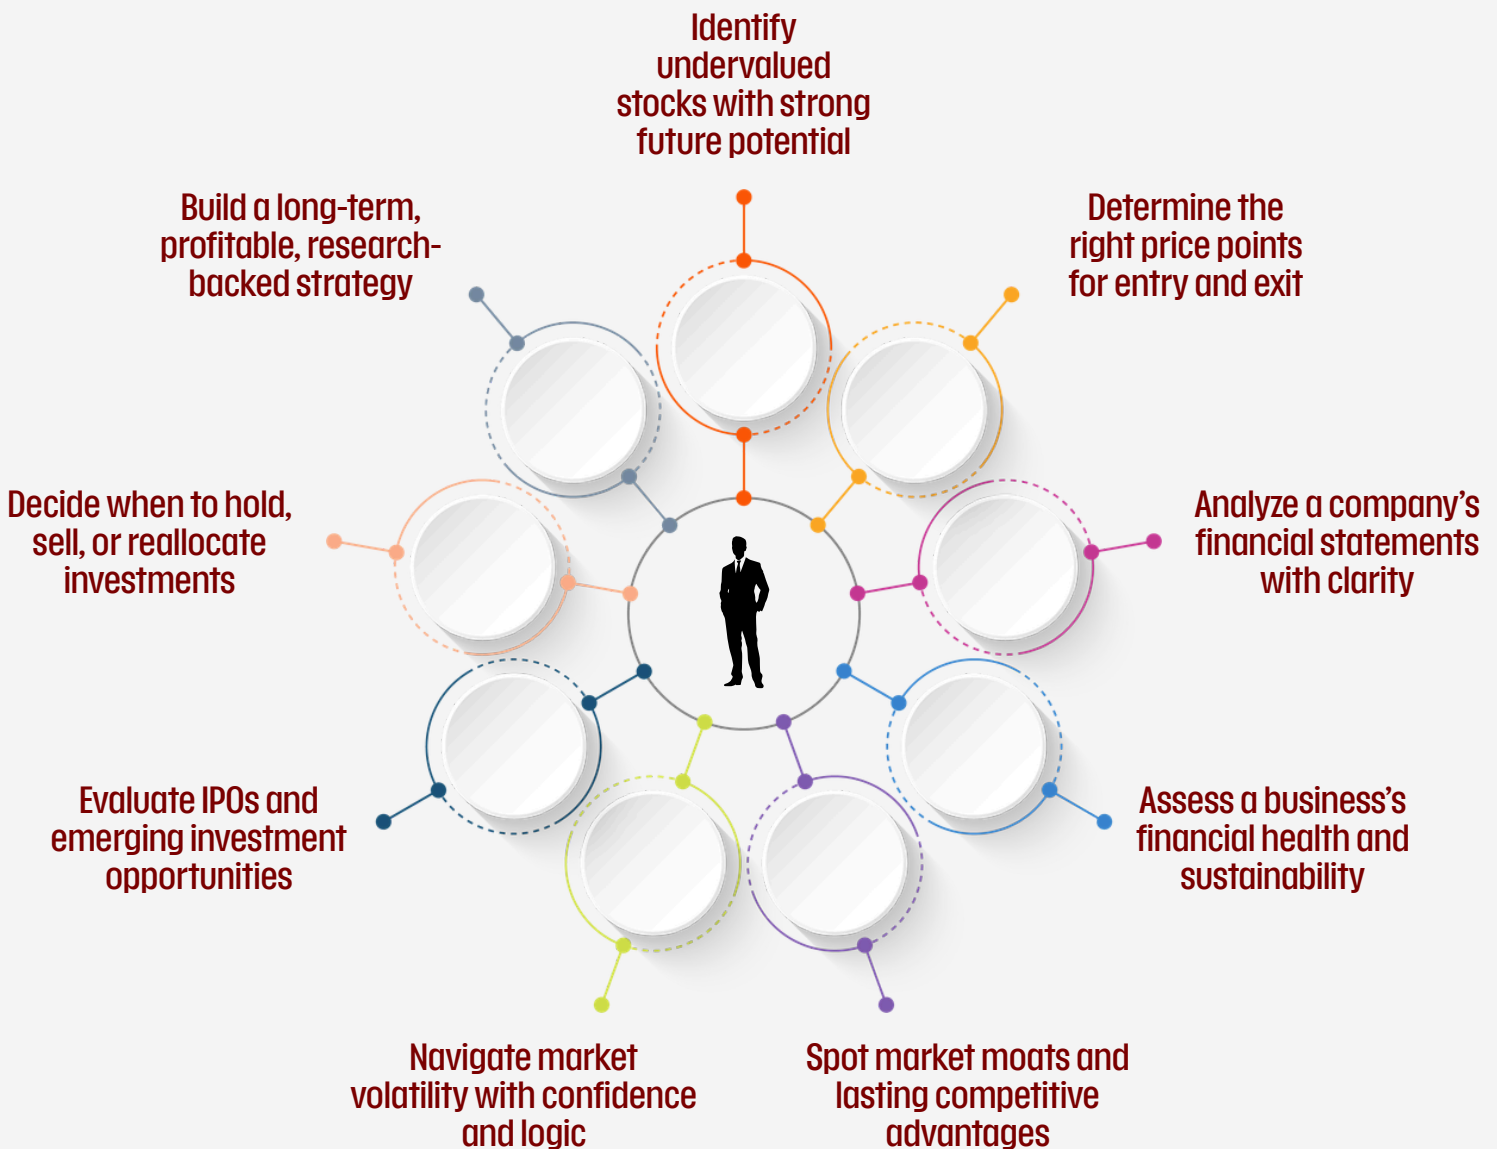 Identify
undervalued
stocks with strong
future potential
Determine the
right price points
for entry and exit
Analyze a company’s
financial statements
with clarity
Assess a business’s
financial health and
sustainability
Spot market moats and
lasting competitive
advantages
Navigate market
volatility with confidence
and logic
Evaluate IPOs and
emerging investment
opportunities
Decide when to hold,
sell, or reallocate
investments
Build a long-term,
profitable, research-
backed strategy